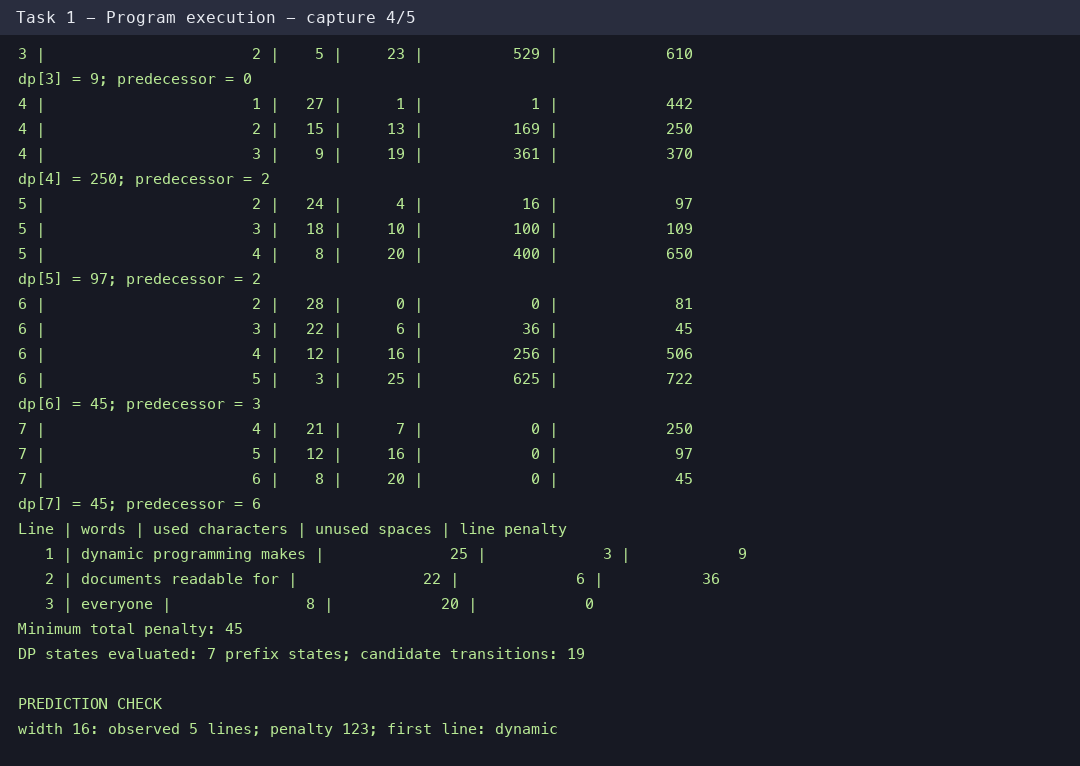 Task 1 — Program execution — capture 4/5
3 |                       2 |    5 |     23 |          529 |            610
dp[3] = 9; predecessor = 0
4 |                       1 |   27 |      1 |            1 |            442
4 |                       2 |   15 |     13 |          169 |            250
4 |                       3 |    9 |     19 |          361 |            370
dp[4] = 250; predecessor = 2
5 |                       2 |   24 |      4 |           16 |             97
5 |                       3 |   18 |     10 |          100 |            109
5 |                       4 |    8 |     20 |          400 |            650
dp[5] = 97; predecessor = 2
6 |                       2 |   28 |      0 |            0 |             81
6 |                       3 |   22 |      6 |           36 |             45
6 |                       4 |   12 |     16 |          256 |            506
6 |                       5 |    3 |     25 |          625 |            722
dp[6] = 45; predecessor = 3
7 |                       4 |   21 |      7 |            0 |            250
7 |                       5 |   12 |     16 |            0 |             97
7 |                       6 |    8 |     20 |            0 |             45
dp[7] = 45; predecessor = 6
Line | words | used characters | unused spaces | line penalty
   1 | dynamic programming makes |              25 |             3 |            9
   2 | documents readable for |              22 |             6 |           36
   3 | everyone |               8 |            20 |            0
Minimum total penalty: 45
DP states evaluated: 7 prefix states; candidate transitions: 19
PREDICTION CHECK
width 16: observed 5 lines; penalty 123; first line: dynamic